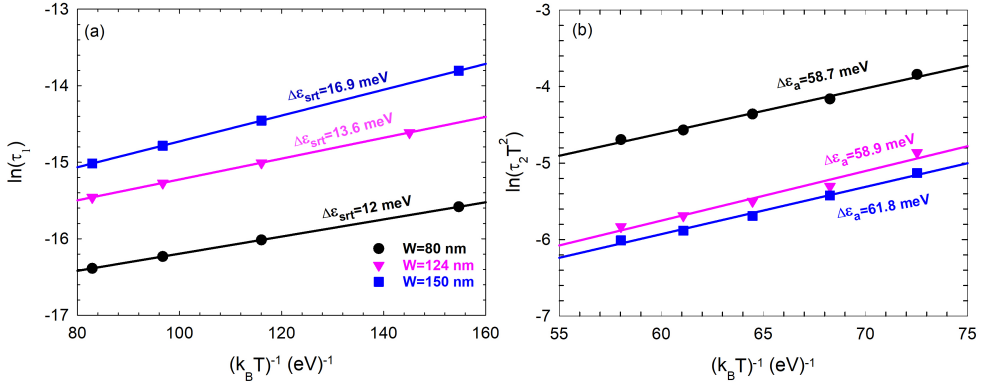 (a)
-13
-14
-15
-16
-17
ln(τ1)
Δεsrt=16.9 meV
Δεsrt=13.6 meV
Δεsrt=12 meV
W=80 nm
W=124 nm
W=150 nm
80 100 120 140 160
(kBT)-1 (eV)-1
(b)
-3
-4
-5
-6
-7
ln(τ2T2)
Δεa=58.7 meV
Δεa=58.9 meV
Δεa=61.8 meV
55 60 65 70 75
(kBT)-1 (eV)-1